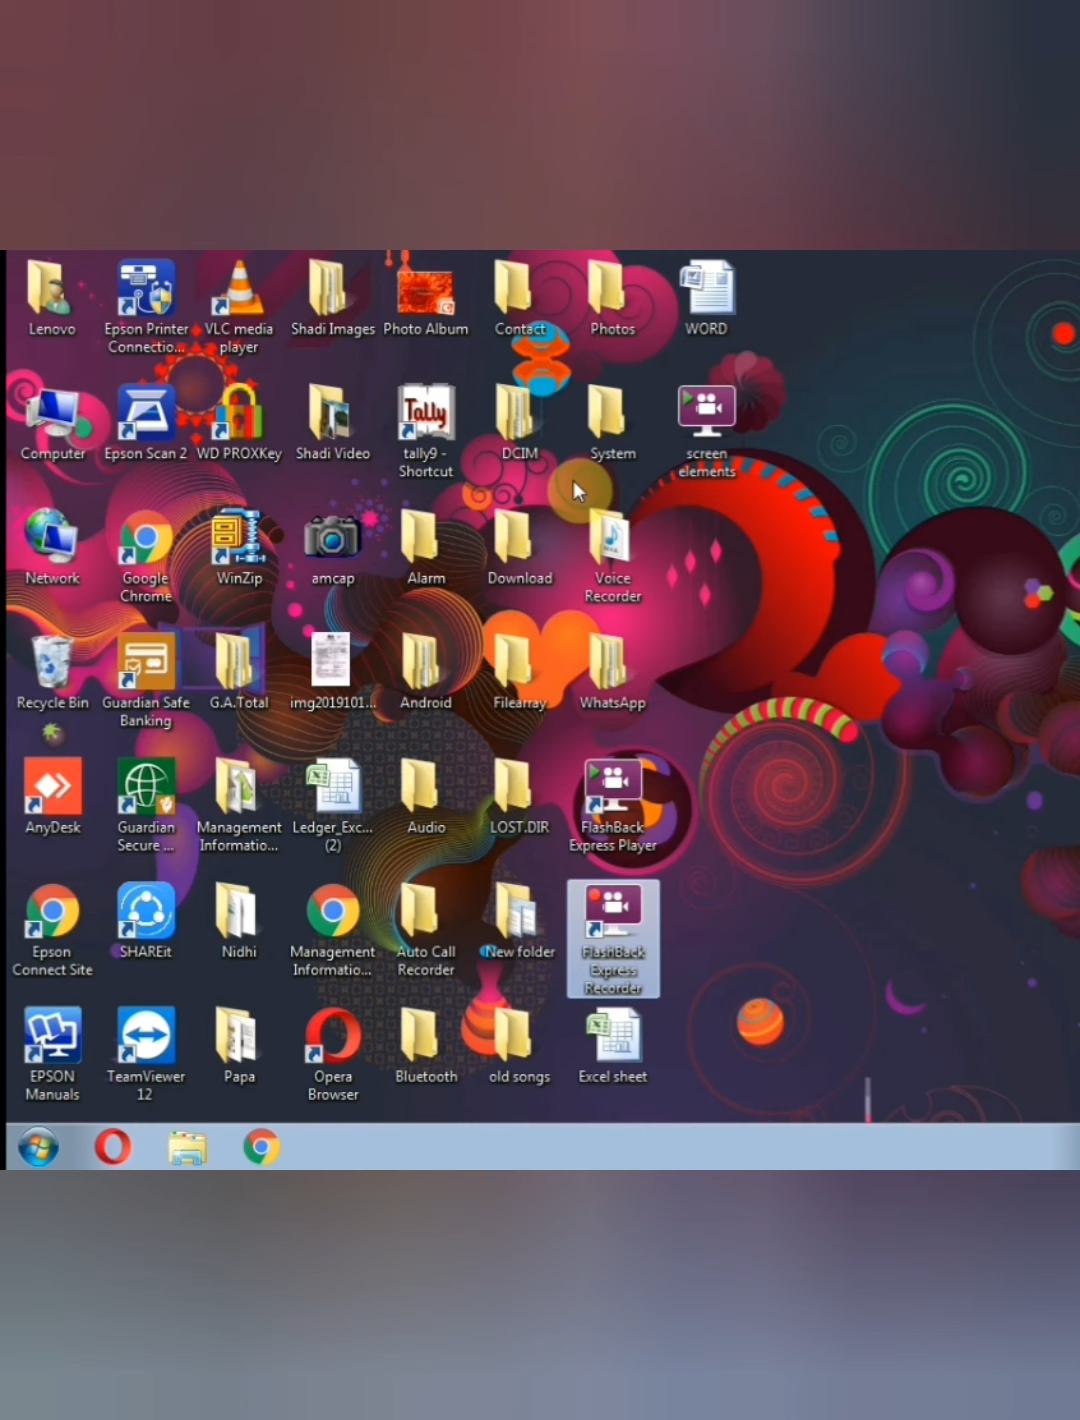 Lenovo
Epson Printer
Connectio...
VLC media
player
Shadi Images
Photo Album
Contact
Photos
WORD
Computer
Epson Scan 2
WD PROXKey
Shadi Video
Tally
tally9 -
Shortcut
DCIM
System
screen
elements
Network
Google
Chrome
WinZip
amcap
Alarm
Download
Voice
Recorder
Recycle Bin
Guardian Safe
Banking
G.A.Total
img2019101...
Android
Filearray
WhatsApp
AnyDesk
Guardian
Secure ...
Management
Informatio...
Ledger_Exc...
(2)
Audio
LOST.DIR
FlashBack
Express Player
Epson
Connect Site
SHAREit
Nidhi
Management
Informatio...
Auto Call
Recorder
New folder
FlashBack
Express
Recorder
EPSON
Manuals
TeamViewer
12
Papa
Opera
Browser
Bluetooth
old songs
Excel sheet